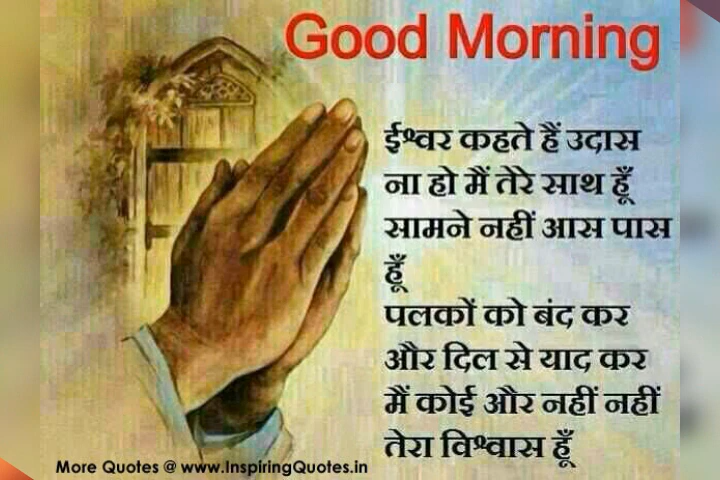 Good Morning
ईश्वर कहते हैं उदास
ना हो मैं तेरे साथ हूँ
सामने नहीं आस पास
हूँ
पलकों को बंद कर
और दिल से याद कर
मैं कोई और नहीं नहीं
तेरा विश्वास हूँ
More Quotes @ www.InspiringQuotes.in